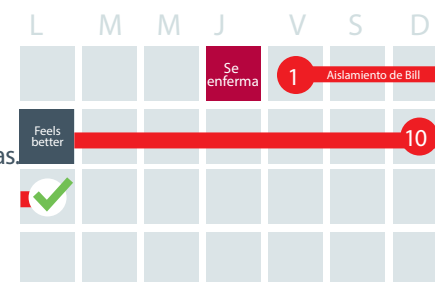 L M M J V S D
Se
enferma
1 Aislamiento de Bill
Feels
better
10
as.